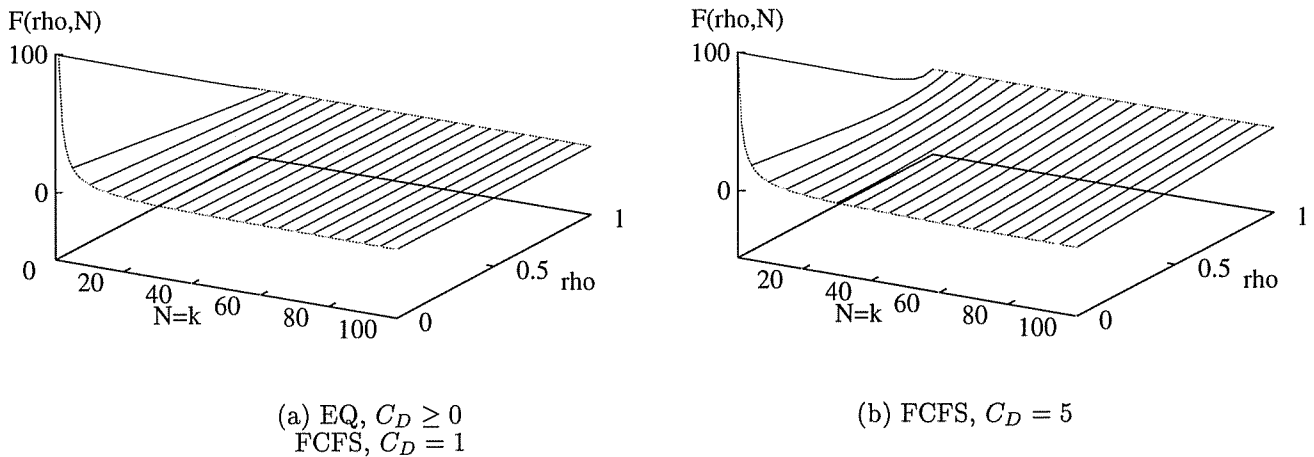 F(rho,N)
100
0
0
20
40
60
80
100
N=k
0
0.5
1
rho
(a) EQ, $C_D \geq 0$
FCFS, $C_D = 1$
F(rho,N)
100
0
20
40
60
80
100
N=k
0
0.5
1
rho
(b) FCFS, $C_D = 5$